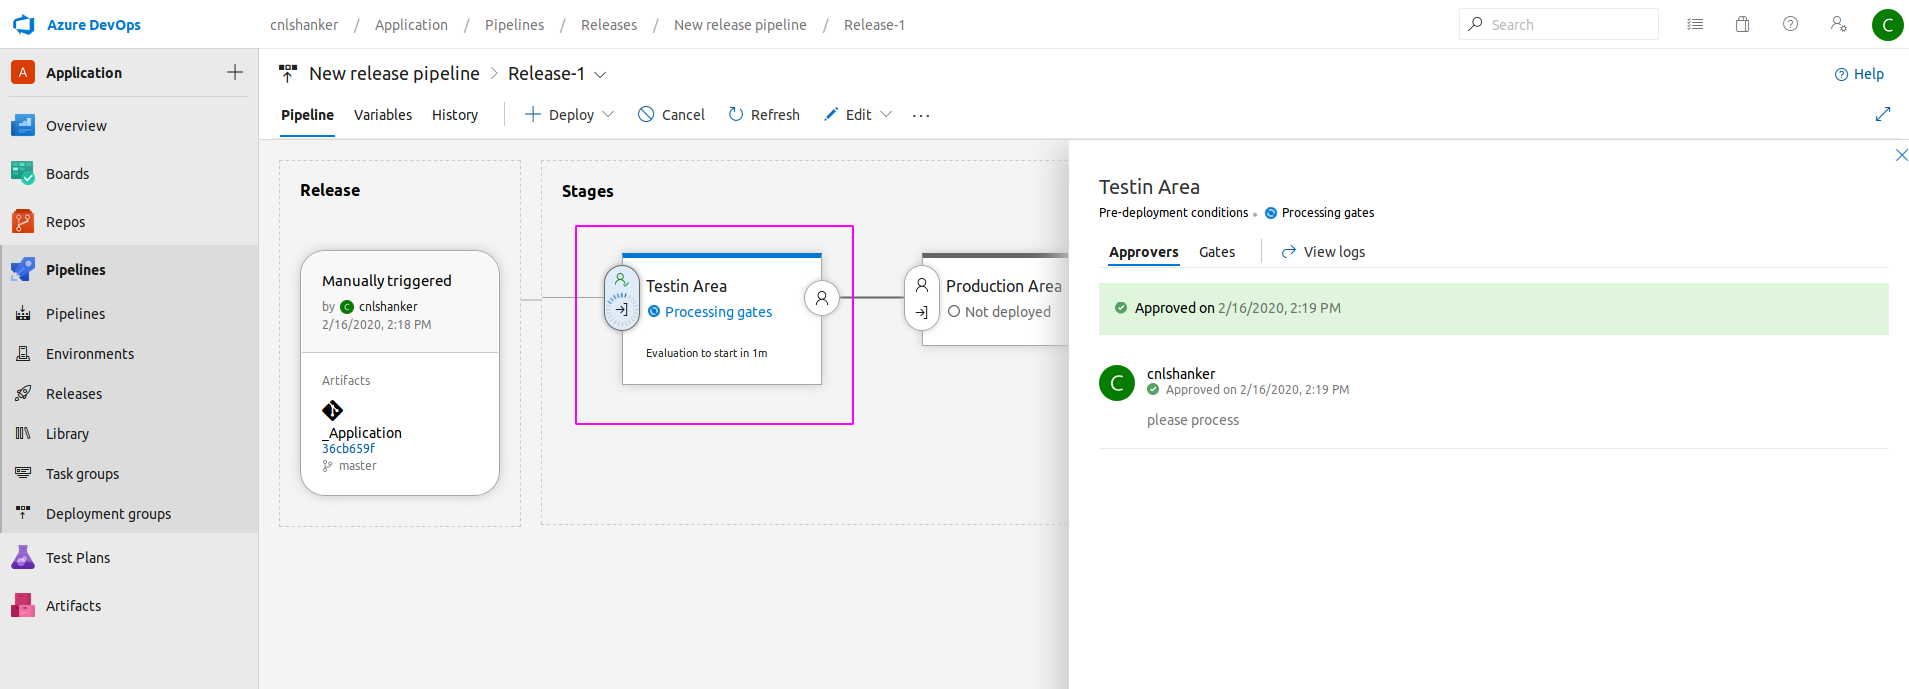 Azure DevOps
cnlshanker / Application / Pipelines / Releases / New release pipeline / Release-1
Search
C
A Application
Overview
Boards
Repos
Pipelines
Pipelines
Environments
Releases
Library
Task groups
Deployment groups
Test Plans
Artifacts
New release pipeline > Release-1
Help
Pipeline Variables History Deploy Cancel Refresh Edit ...
Release
Manually triggered
by C cnlshanker
2/16/2020, 2:18 PM
Artifacts
_Application
36cb659f
master
Stages
Testin Area
Processing gates
Evaluation to start in 1m
Production Area
Not deployed
Testin Area
Pre-deployment conditions • Processing gates
Approvers Gates View logs
Approved on 2/16/2020, 2:19 PM
C cnlshanker
Approved on 2/16/2020, 2:19 PM
please process